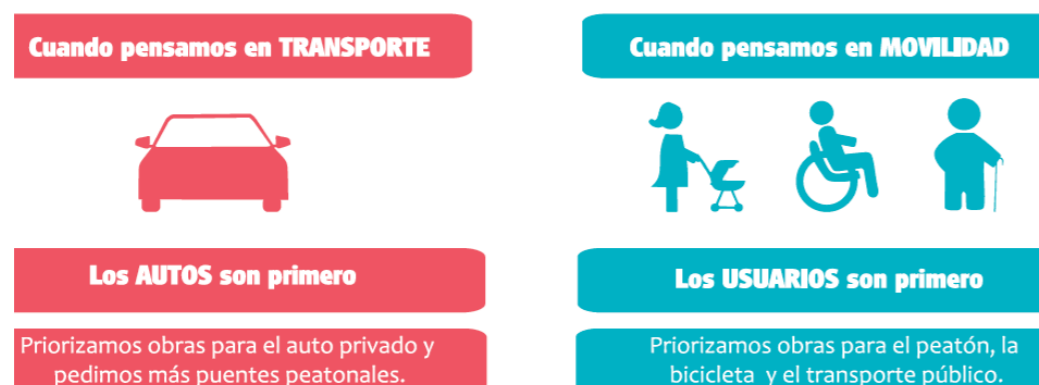 Cuando pensamos en TRANSPORTE
Los AUTOS son primero
Priorizamos obras para el auto privado y
pedimos más puentes peatonales.
Cuando pensamos en MOVILIDAD
Los USUARIOS son primero
Priorizamos obras para el peatón, la
bicicleta y el transporte público.